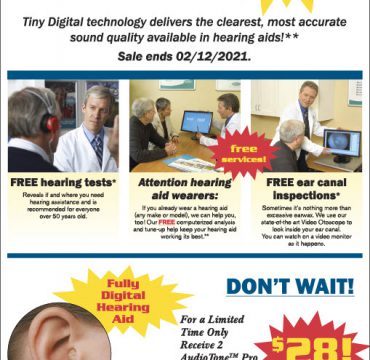 Tiny Digital technology delivers the clearest, most accurate
sound quality available in hearing aids!**
Sale ends 02/12/2021.
free
services!
FREE hearing tests*
Reveals if and where you need
hearing assistance and is
recommended for everyone
over 50 years old.
Attention hearing
aid wearers:
If you already wear a hearing aid
(any make or model), we can help you,
too! Our FREE computerized analysis
and tune-up helps keep your hearing aid
working its best.**
FREE ear canal
inspections*
Sometimes it's nothing more than
excessive earwax. We use our
state-of-the art Video Otoscope to
look inside your ear canal.
You can watch on a video monitor
as it happens.
Fully
Digital
Hearing
Aid
DON'T WAIT!
For a Limited
Time Only
Receive 2
AudioTone™ Pro
$28!